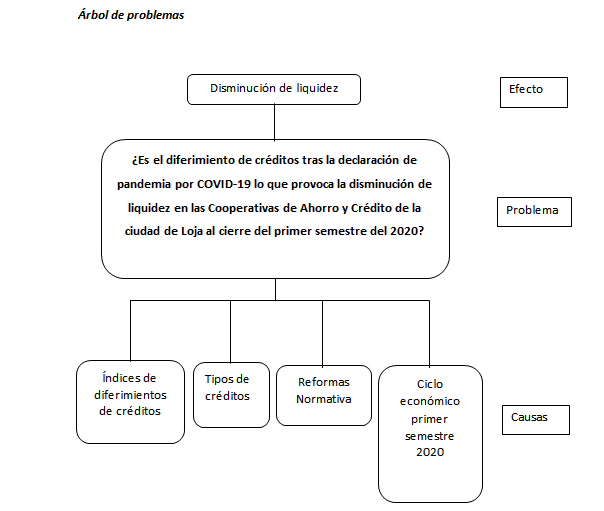 Árbol de problemas
Disminución de liquidez
Efecto
¿Es el diferimiento de créditos tras la declaración de
pandemia por COVID-19 lo que provoca la disminución de
liquidez en las Cooperativas de Ahorro y Crédito de la
ciudad de Loja al cierre del primer semestre del 2020?
Problema
Índices de
diferimientos
de créditos
Tipos de
créditos
Reformas
Normativa
Ciclo
económico
primer
semestre
2020
Causas